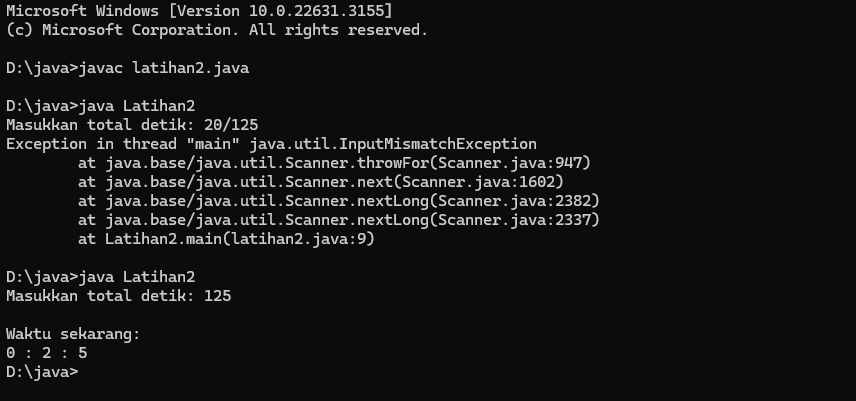 Microsoft Windows [Version 10.0.22631.3155]
(c) Microsoft Corporation. All rights reserved.
D:\java>javac latihan2.java
D:\java>java Latihan2
Masukkan total detik: 20/125
Exception in thread "main" java.util.InputMismatchException
        at java.base/java.util.Scanner.throwFor(Scanner.java:947)
        at java.base/java.util.Scanner.next(Scanner.java:1602)
        at java.base/java.util.Scanner.nextLong(Scanner.java:2382)
        at java.base/java.util.Scanner.nextLong(Scanner.java:2337)
        at Latihan2.main(latihan2.java:9)
D:\java>java Latihan2
Masukkan total detik: 125
Waktu sekarang:
0 : 2 : 5
D:\java>